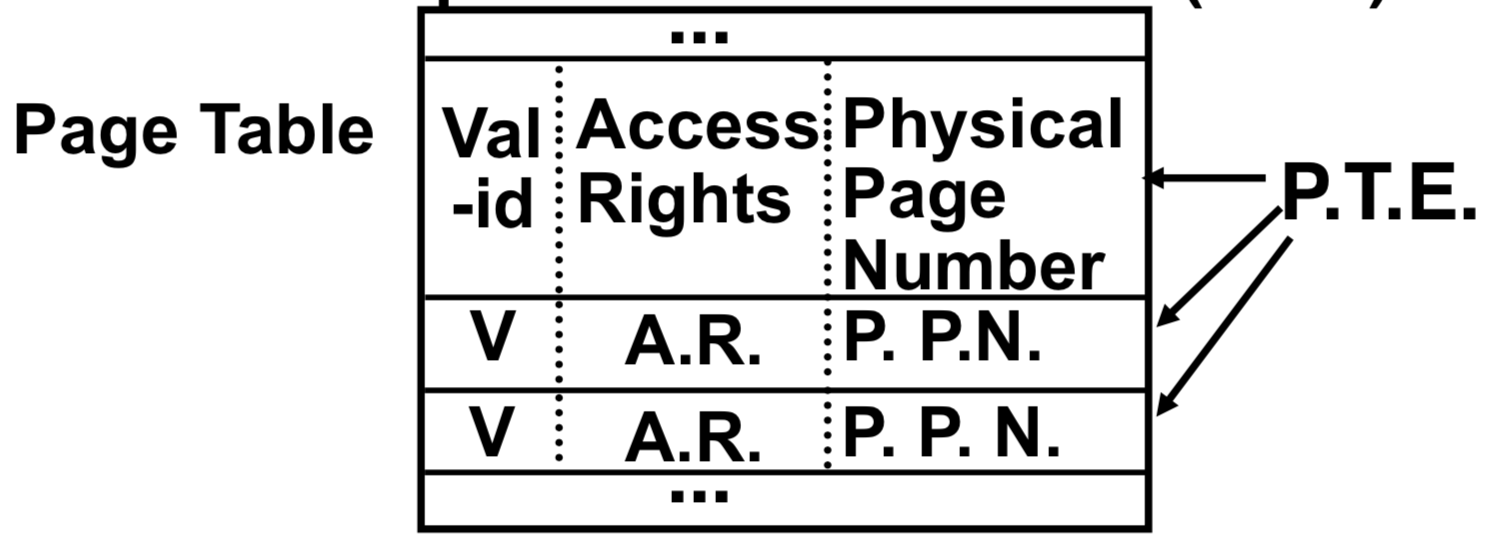 ...
Page Table
Val
-id
Access
Rights
Physical
Page
Number
P.T.E.
V A.R. P. P.N.
V A.R. P. P. N.
...